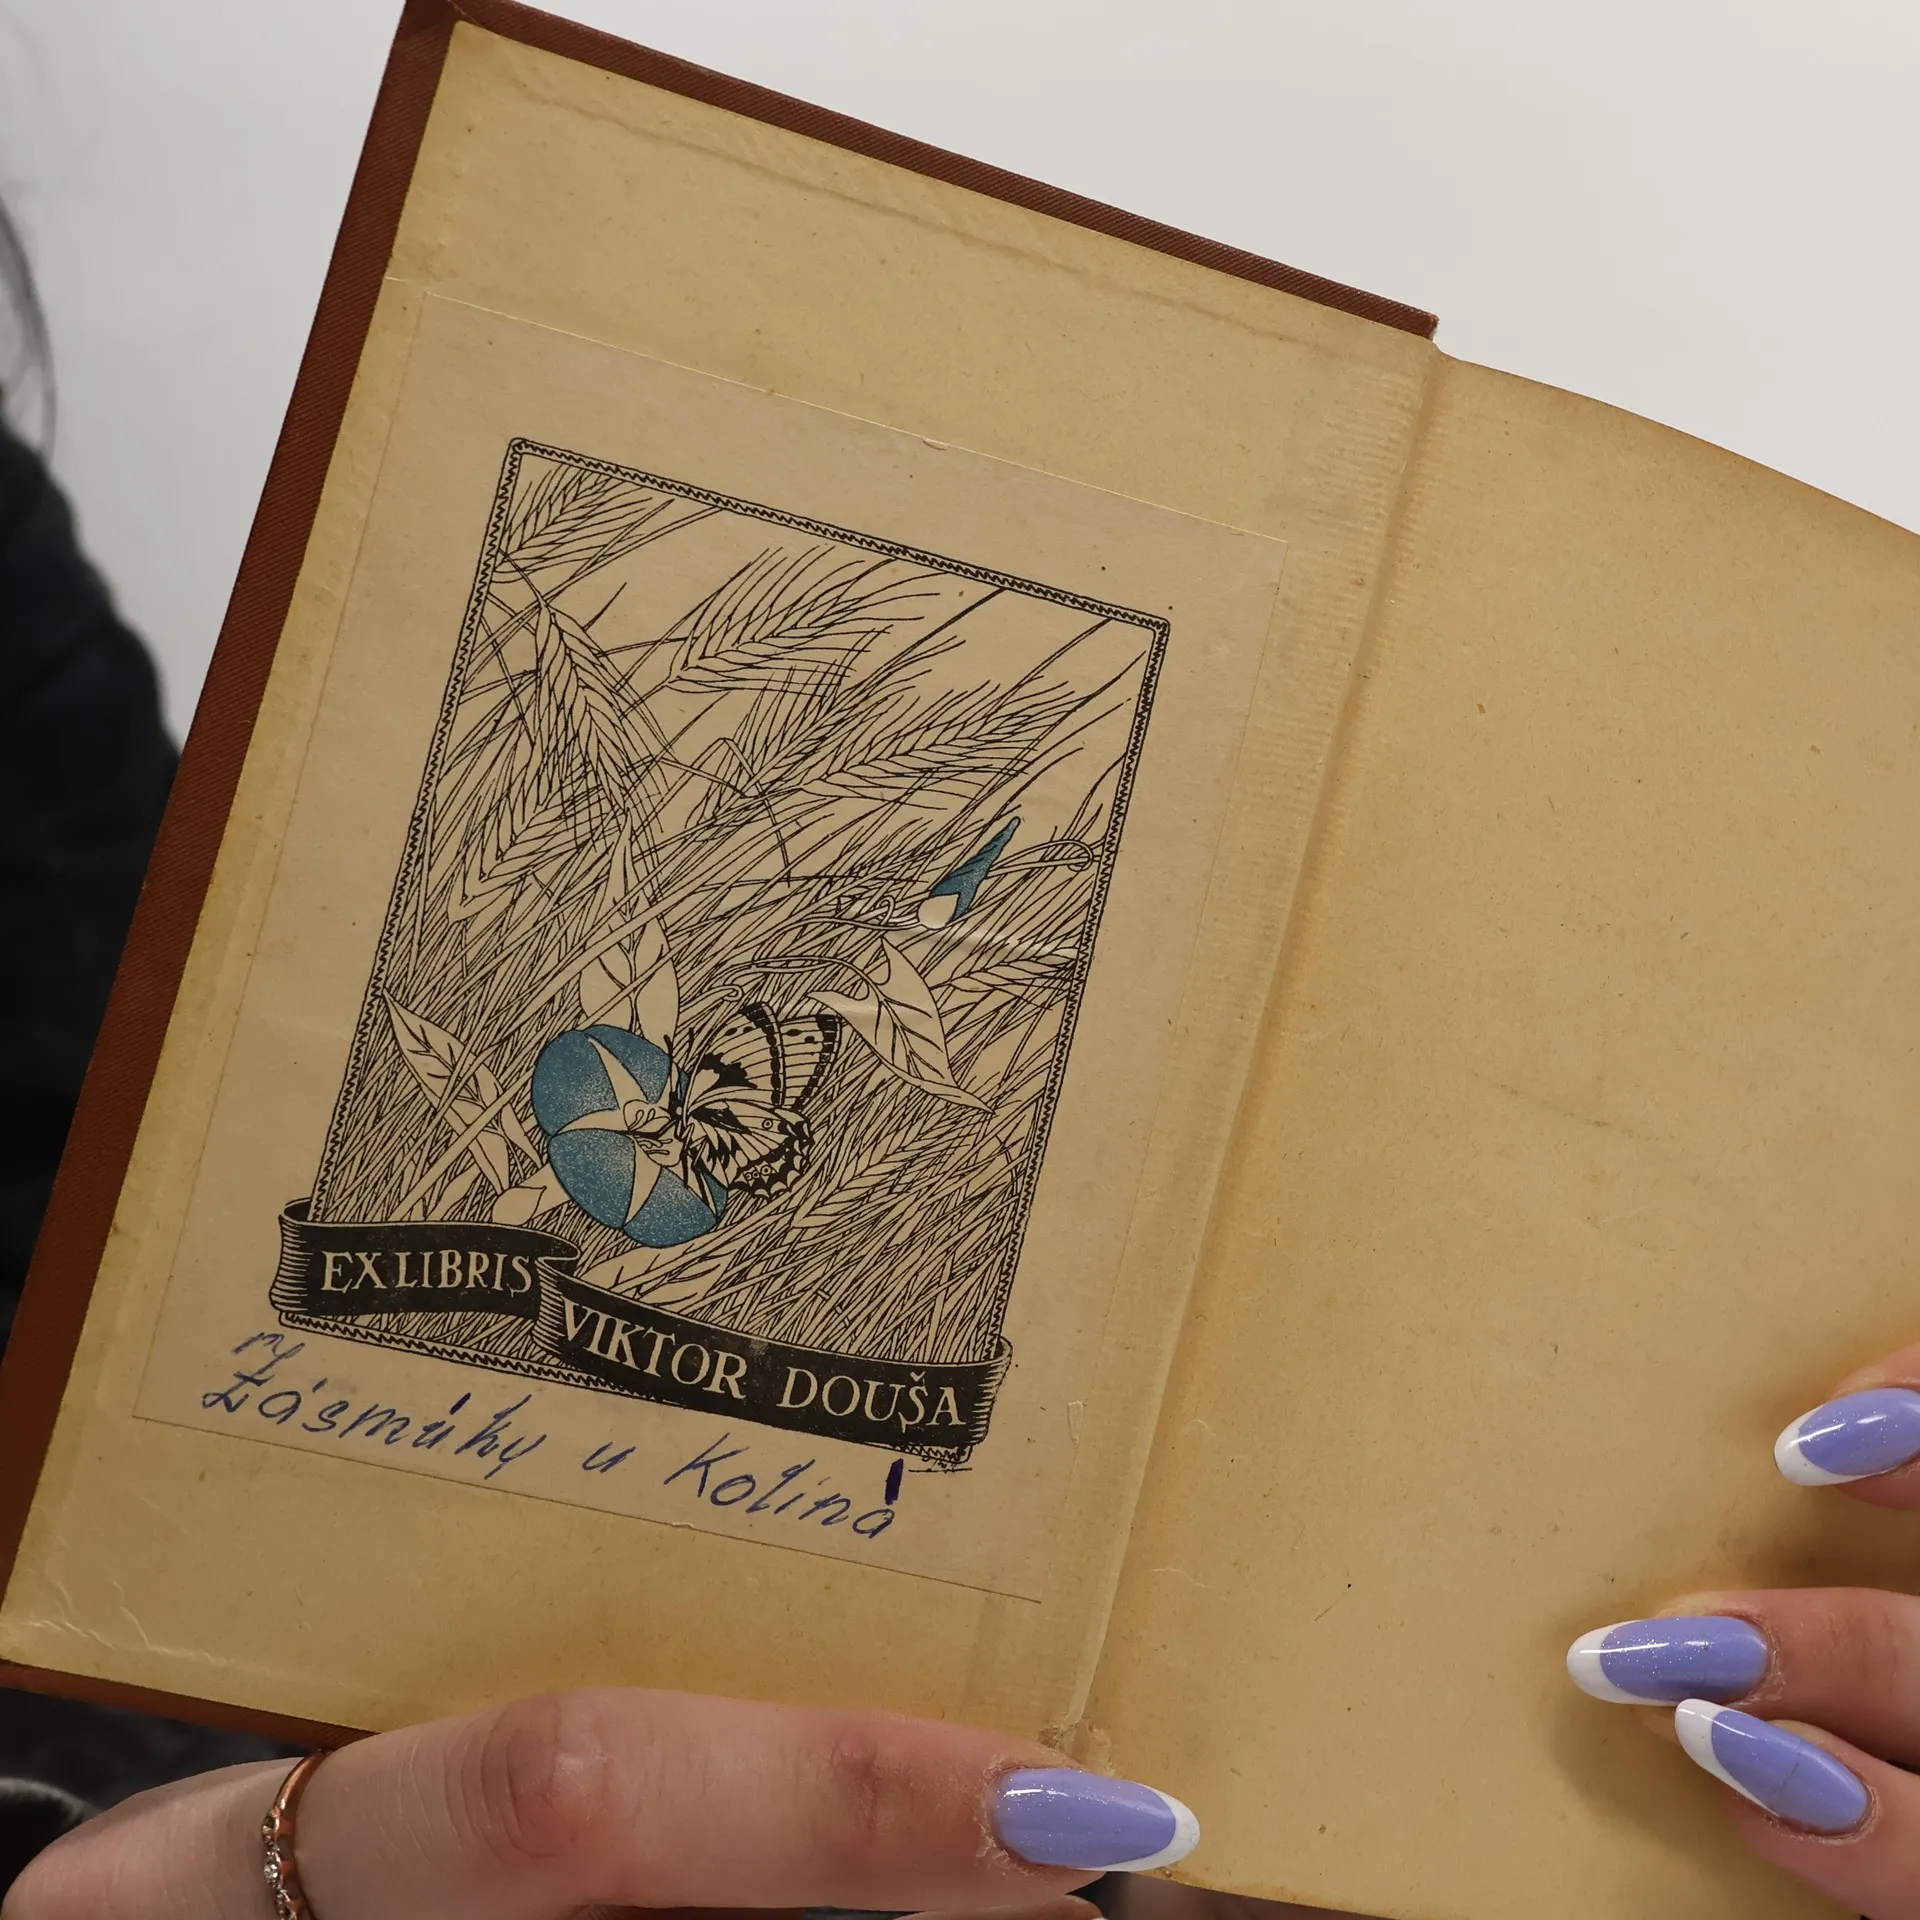 EX LIBRIS
VIKTOR DOUŠA
Zásmuky u Kolína